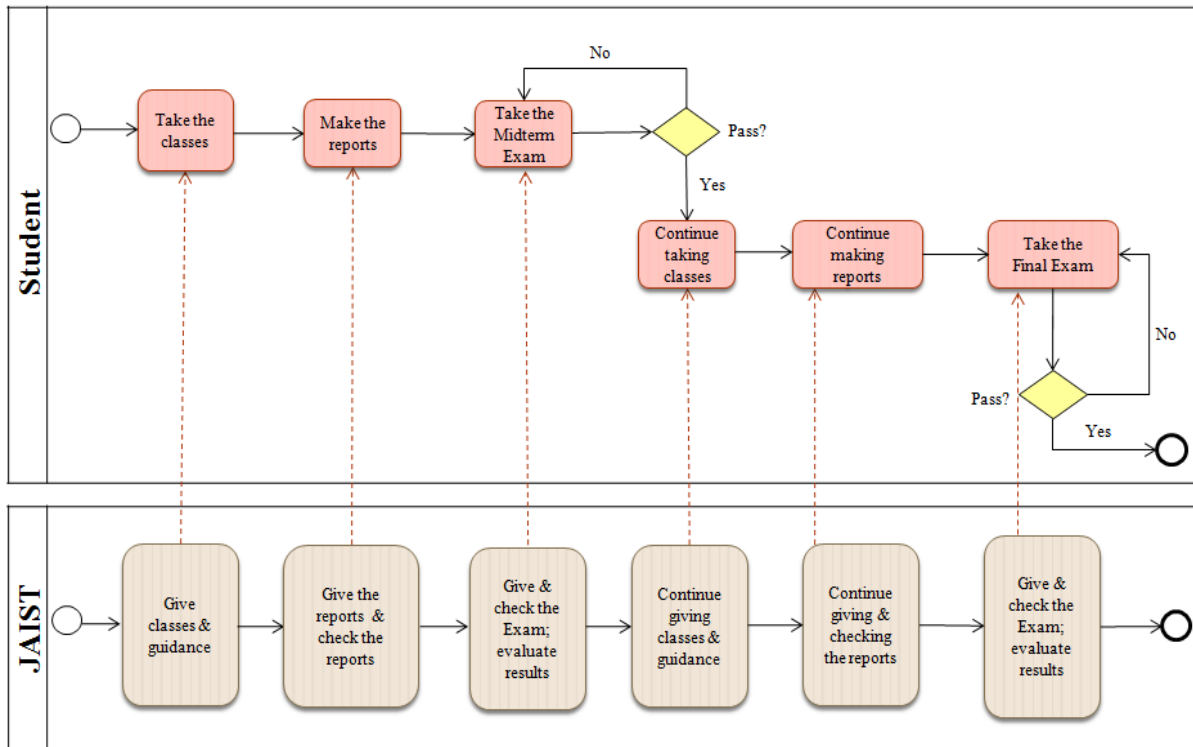 Student
No
Take the
classes
Make the
reports
Take the
Midterm
Exam
Pass?
Yes
Continue
taking
classes
Continue
making
reports
Take the
Final Exam
No
Pass?
Yes
JAIST
Give
classes &
guidance
Give the
reports &
check the
reports
Give &
check the
Exam;
evaluate
results
Continue
giving
classes &
guidance
Continue
giving &
checking
the reports
Give &
check the
Exam;
evaluate
results